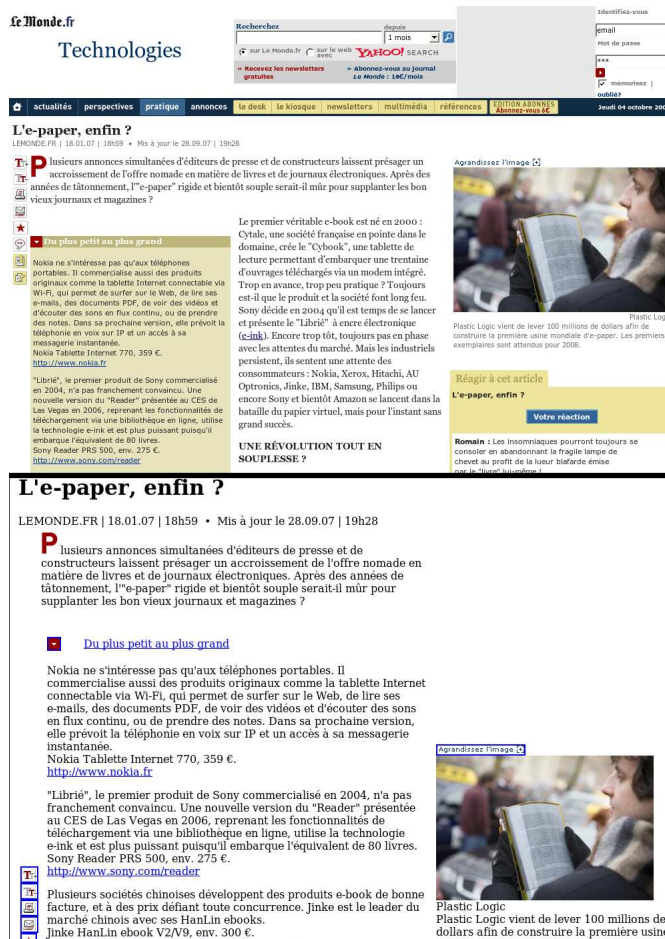 Le Monde.fr
Technologies
Recherchez
depuis
1 mois
sur Le Monde.fr
sur le web avec
YAHOO! SEARCH
» Recevez les newsletters gratuites
» Abonnez-vous au journal Le Monde : 16€/mois
Identifiez-vous
email
Mot de passe
***
mémorisez |
oublié?
actualités perspectives pratique annonces le desk le kiosque newsletters multimédia références EDITION ABONNES Abonnez-vous 6€ Jeudi 04 octobre 200
L'e-paper, enfin ?
LEMONDE.FR | 18.01.07 | 18h59 • Mis à jour le 28.09.07 | 19h28
Plusieurs annonces simultanées d'éditeurs de presse et de constructeurs laissent présager un
accroissement de l'offre nomade en matière de livres et de journaux électroniques. Après des
années de tâtonnement, l'"e-paper" rigide et bientôt souple serait-il mûr pour supplanter les bon
vieux journaux et magazines ?
Du plus petit au plus grand
Nokia ne s'intéresse pas qu'aux téléphones
portables. Il commercialise aussi des produits
originaux comme la tablette Internet connectable via
Wi-Fi, qui permet de surfer sur le Web, de lire ses
e-mails, des documents PDF, de voir des vidéos et
d'écouter des sons en flux continu, ou de prendre
des notes. Dans sa prochaine version, elle prévoit la
téléphonie en voix sur IP et un accès à sa
messagerie instantanée.
Nokia Tablette Internet 770, 359 €.
http://www.nokia.fr
"Librié", le premier produit de Sony commercialisé
en 2004, n'a pas franchement convaincu. Une
nouvelle version du "Reader" présentée au CES de
Las Vegas en 2006, reprenant les fonctionnalités de
téléchargement via une bibliothèque en ligne, utilise
la technologie e-ink et est plus puissant puisqu'il
embarque l'équivalent de 80 livres.
Sony Reader PRS 500, env. 275 €.
http://www.sony.com/reader
Le premier véritable e-book est né en 2000 :
Cytale, une société française en pointe dans le
domaine, crée le "Cybook", une tablette de
lecture permettant d'embarquer une trentaine
d'ouvrages téléchargés via un modem intégré.
Trop en avance, trop peu pratique ? Toujours
est-il que le produit et la société font long feu.
Sony décide en 2004 qu'il est temps de se lancer
et présente le "Librié" à encre électronique
(e-ink). Encore trop tôt, toujours pas en phase
avec les attentes du marché. Mais les industriels
persistent, ils sentent une attente des
consommateurs : Nokia, Xerox, Hitachi, AU
Optronics, Jinke, IBM, Samsung, Philips ou
encore Sony et bientôt Amazon se lancent dans la
bataille du papier virtuel, mais pour l'instant sans
grand succès.
UNE RÉVOLUTION TOUT EN
SOUPLESSE ?
Agrandissez l'image
Plastic Log
Plastic Logic vient de lever 100 millions de dollars afin de
construire la première usine mondiale d'e-paper. Les premiers
exemplaires sont attendus pour 2008.
Réagir à cet article
L'e-paper, enfin ?
Votre réaction
Romain : Les insomniaques pourront toujours se
consoler en abandonnant la fragile lampe de
chevet au profit de la lueur blafarde émise
par le "livre" lui-même !
L'e-paper, enfin ?
LEMONDE.FR | 18.01.07 | 18h59 • Mis à jour le 28.09.07 | 19h28
Plusieurs annonces simultanées d'éditeurs de presse et de
constructeurs laissent présager un accroissement de l'offre nomade en
matière de livres et de journaux électroniques. Après des années de
tâtonnement, l'"e-paper" rigide et bientôt souple serait-il mûr pour
supplanter les bon vieux journaux et magazines ?
Du plus petit au plus grand
Nokia ne s'intéresse pas qu'aux téléphones portables. Il
commercialise aussi des produits originaux comme la tablette Internet
connectable via Wi-Fi, qui permet de surfer sur le Web, de lire ses
e-mails, des documents PDF, de voir des vidéos et d'écouter des sons
en flux continu, ou de prendre des notes. Dans sa prochaine version,
elle prévoit la téléphonie en voix sur IP et un accès à sa messagerie
instantanée.
Nokia Tablette Internet 770, 359 €.
http://www.nokia.fr
"Librié", le premier produit de Sony commercialisé en 2004, n'a pas
franchement convaincu. Une nouvelle version du "Reader" présentée
au CES de Las Vegas en 2006, reprenant les fonctionnalités de
téléchargement via une bibliothèque en ligne, utilise la technologie
e-ink et est plus puissant puisqu'il embarque l'équivalent de 80 livres.
Sony Reader PRS 500, env. 275 €.
http://www.sony.com/reader
Plusieurs sociétés chinoises développent des produits e-book de bonne
facture, et à des prix défiant toute concurrence. Jinke est le leader du
marché chinois avec ses HanLin ebooks.
Jinke HanLin ebook V2/V9, env. 300 €.
Agrandissez l'image
Plastic Logic
Plastic Logic vient de lever 100 millions de
dollars afin de construire la première usine